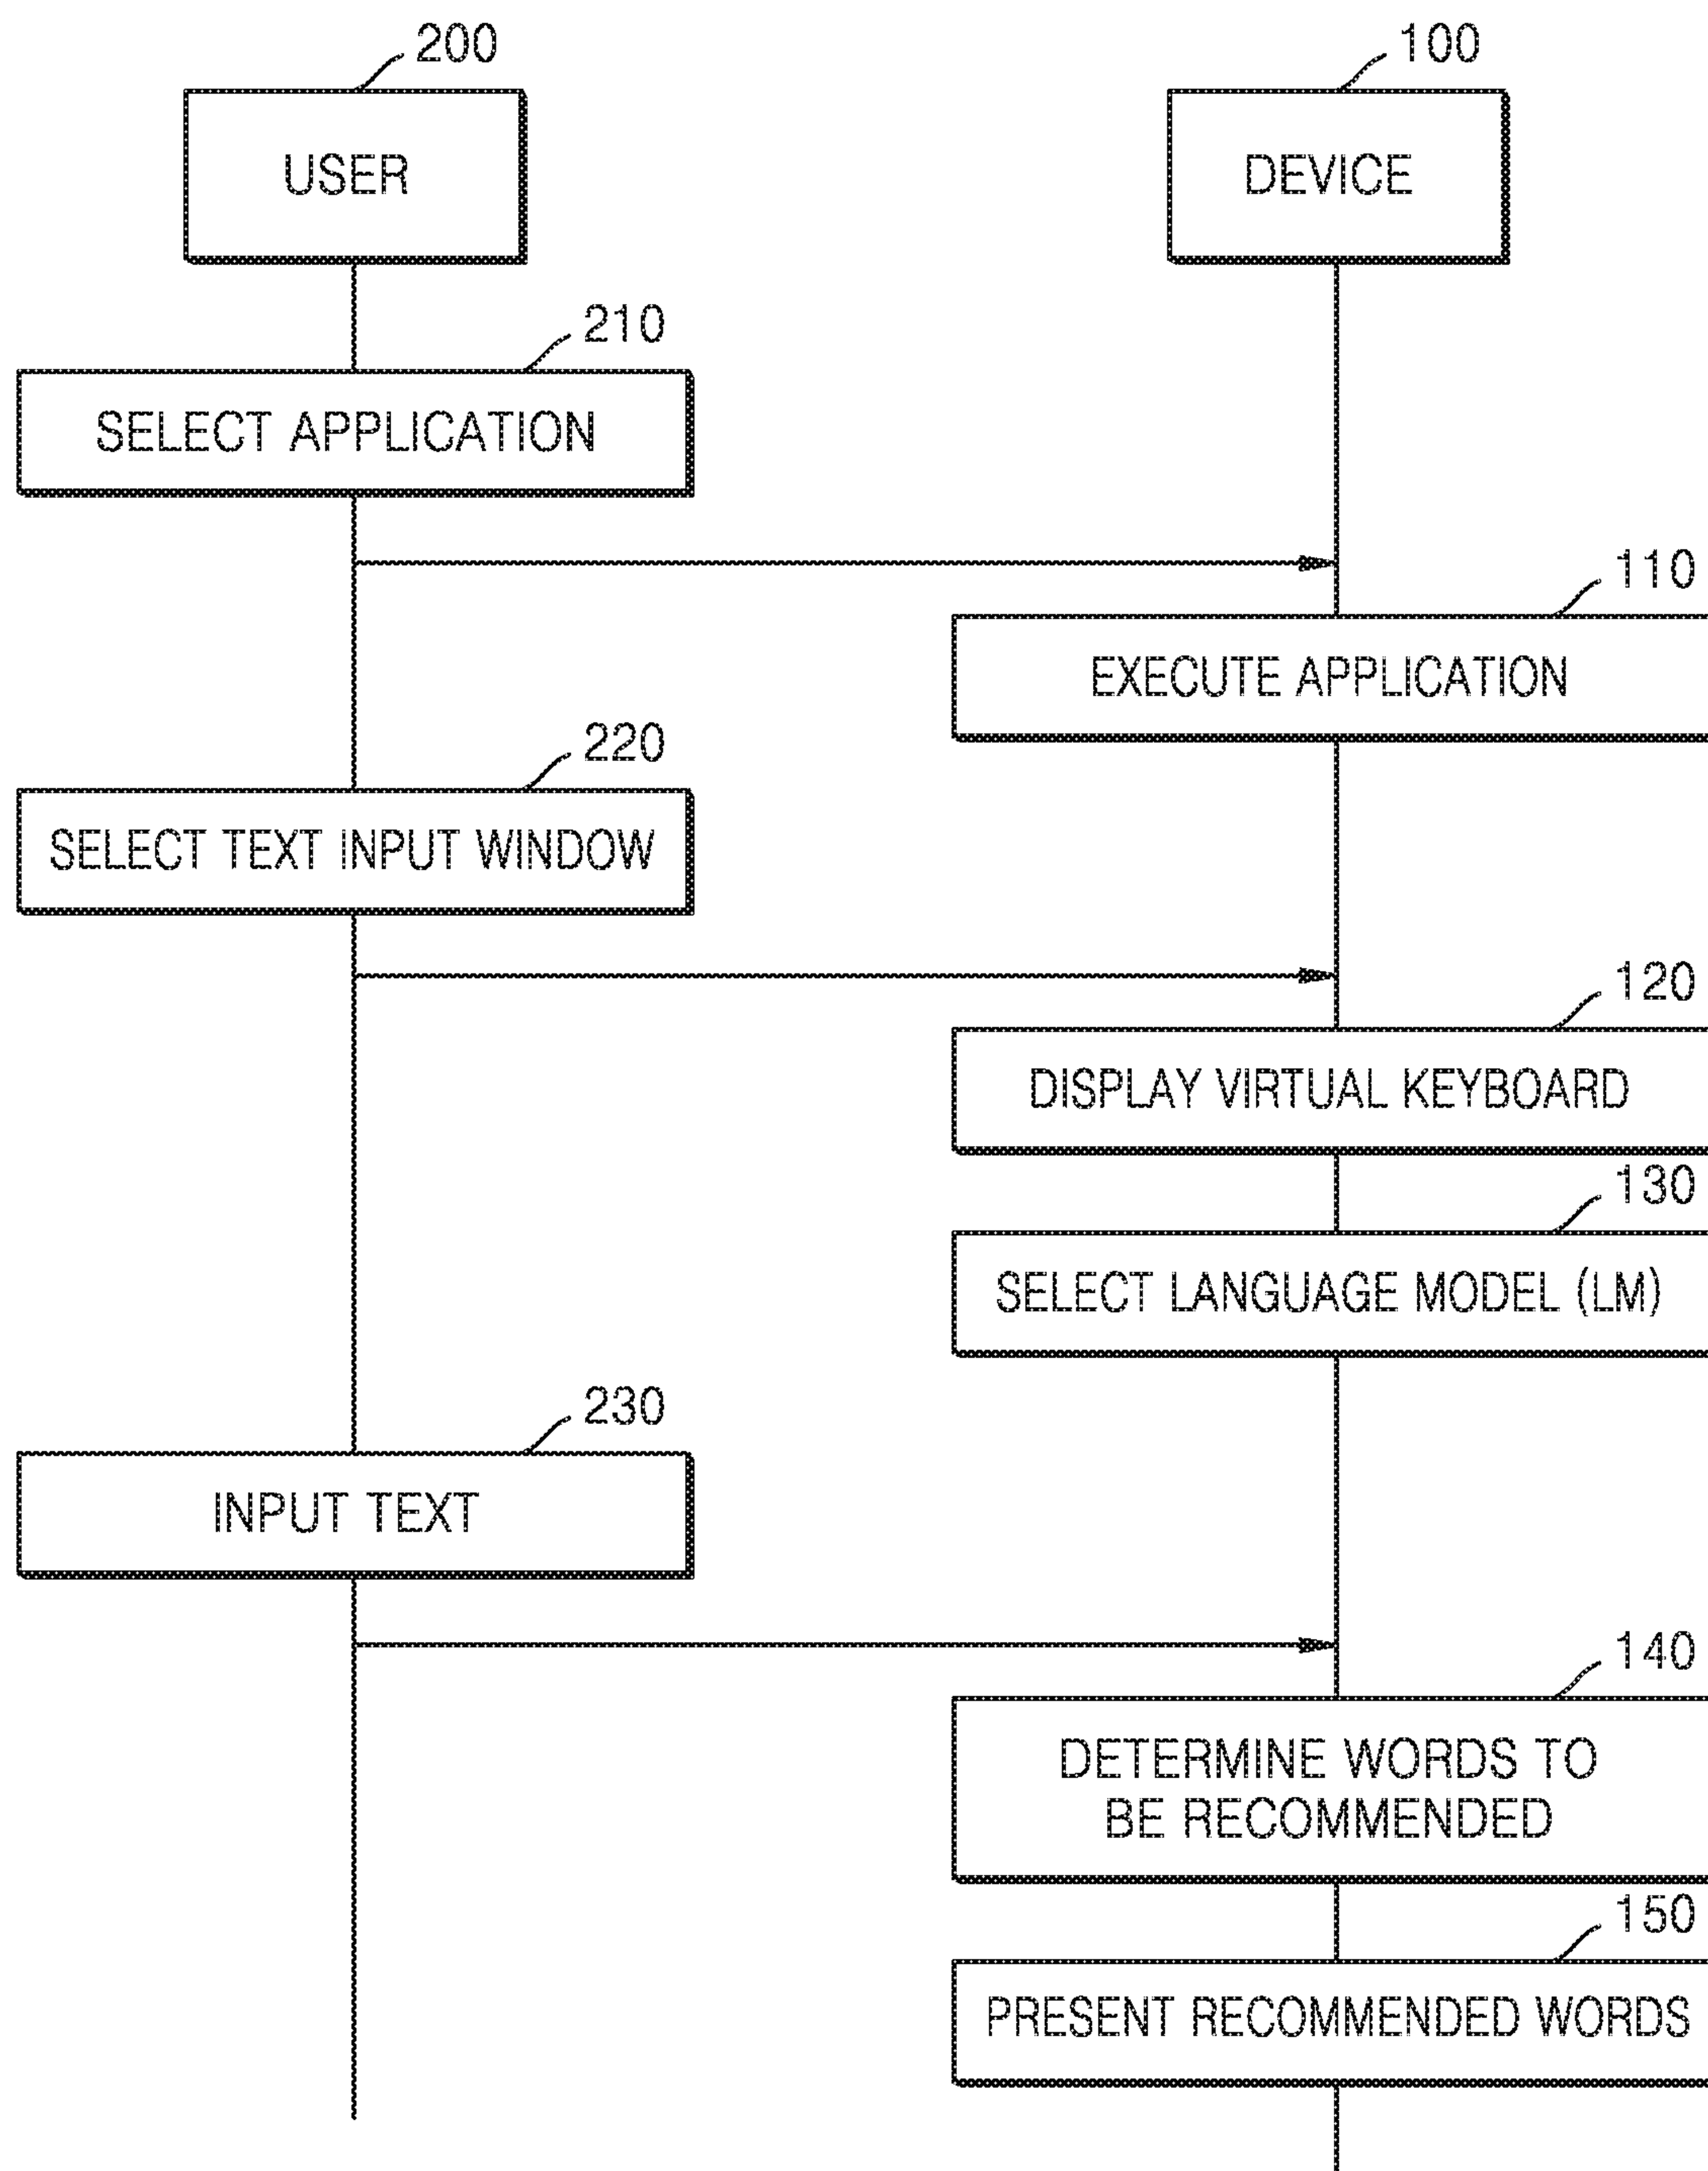 200
100
USER
DEVICE
210
SELECT APPLICATION
110
EXECUTE APPLICATION
220
SELECT TEXT INPUT WINDOW
120
DISPLAY VIRTUAL KEYBOARD
130
SELECT LANGUAGE MODEL (LM)
230
INPUT TEXT
140
DETERMINE WORDS TO
BE RECOMMENDED
150
PRESENT RECOMMENDED WORDS